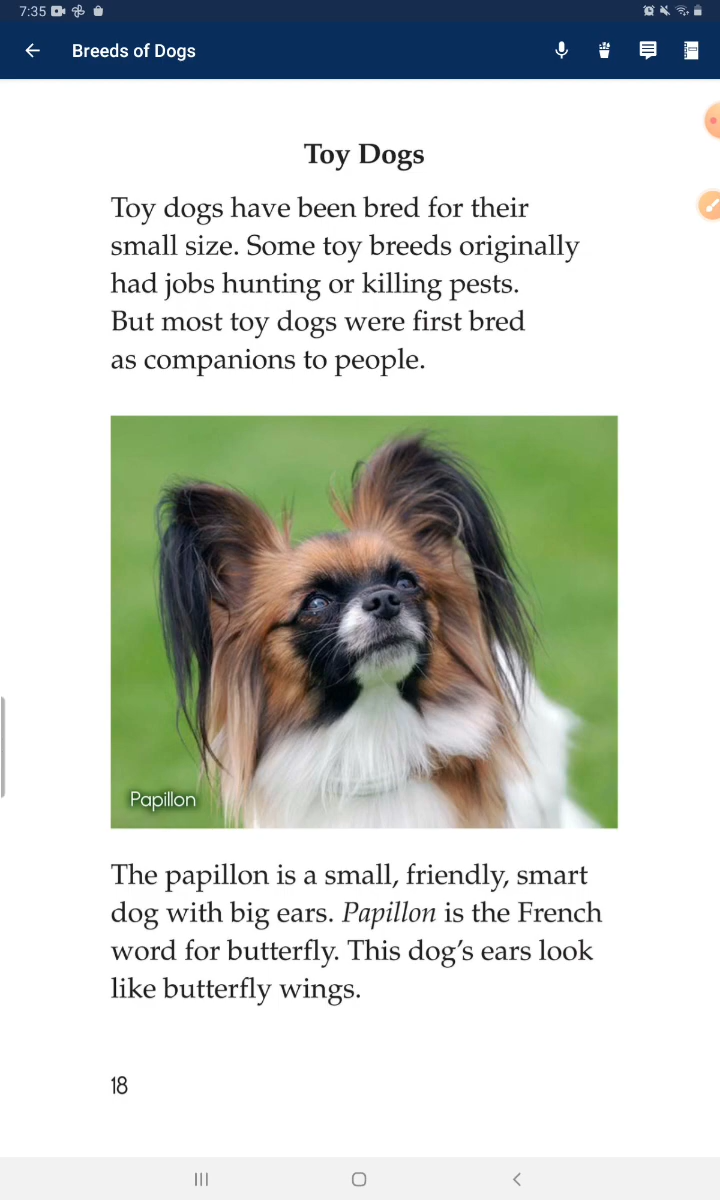 7:35
Breeds of Dogs
Toy Dogs
Toy dogs have been bred for their
small size. Some toy breeds originally
had jobs hunting or killing pests.
But most toy dogs were first bred
as companions to people.
Papillon
The papillon is a small, friendly, smart
dog with big ears. Papillon is the French
word for butterfly. This dog’s ears look
like butterfly wings.
18